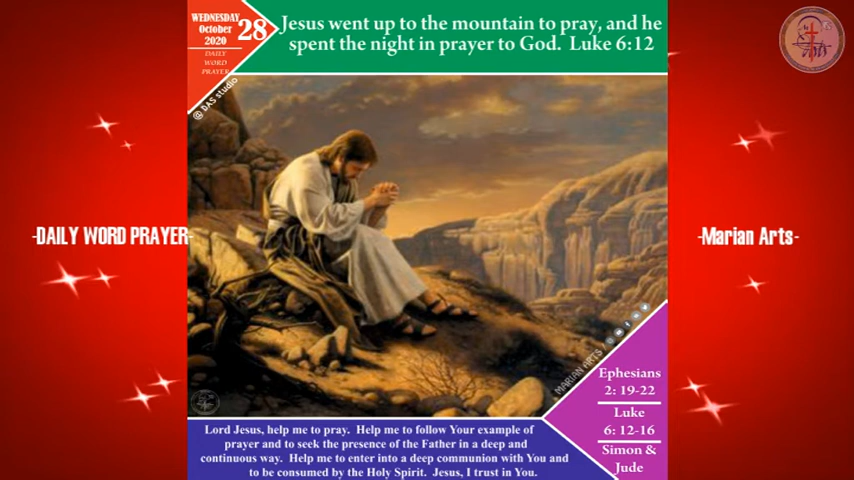 WEDNESDAY
October
2020
28
DAILY
WORD
PRAYER
Jesus went up to the mountain to pray, and he
spent the night in prayer to God. Luke 6:12
@ DAS studio
-DAILY WORD PRAYER-
-Marian Arts-
MARIAN ARTS
Ephesians
2: 19-22
Luke
6: 12-16
Simon &
Jude
Lord Jesus, help me to pray. Help me to follow Your example of
prayer and to seek the presence of the Father in a deep and
continuous way. Help me to enter into a deep communion with You and
to be consumed by the Holy Spirit. Jesus, I trust in You.